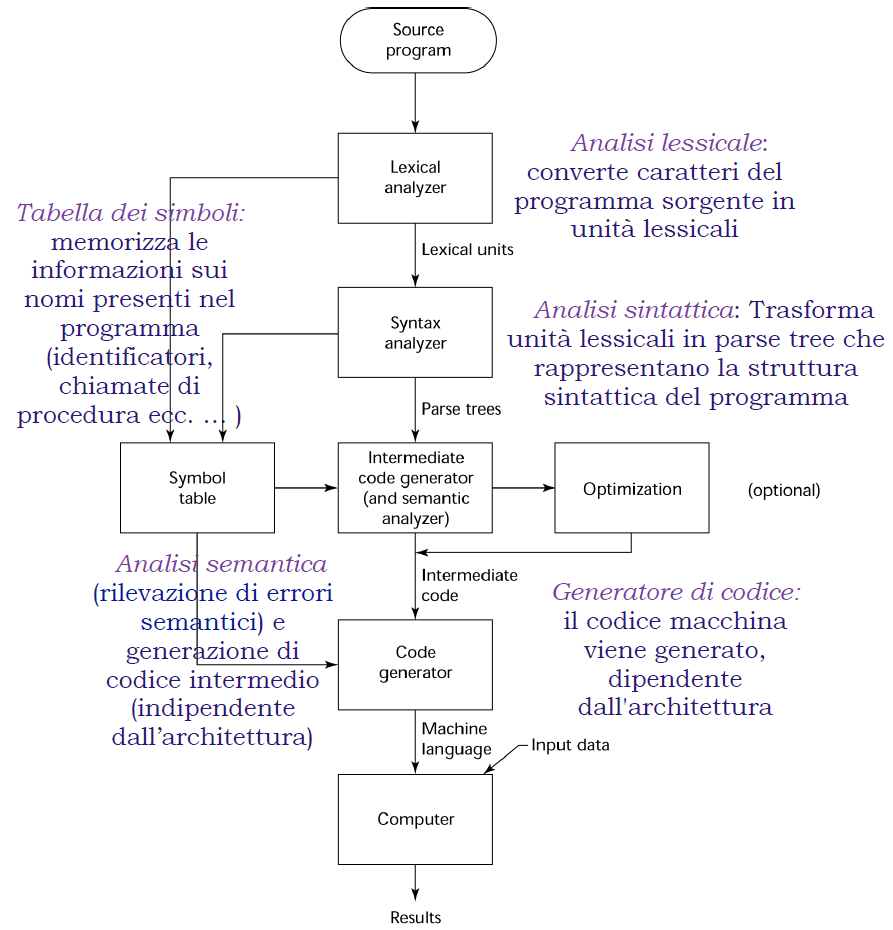 Source
program
Lexical
analyzer
Analisi lessicale:
converte caratteri del
programma sorgente in
unità lessicali
Tabella dei simboli:
memorizza le
informazioni sui
nomi presenti nel
programma
(identificatori,
chiamate di
procedura ecc. ... )
Lexical units
Syntax
analyzer
Analisi sintattica: Trasforma
unità lessicali in parse tree che
rappresentano la struttura
sintattica del programma
Parse trees
Symbol
table
Intermediate
code generator
(and semantic
analyzer)
Optimization
(optional)
Analisi semantica
(rilevazione di errori
semantici) e
generazione di
codice intermedio
(indipendente
dall’architettura)
Intermediate
code
Generatore di codice:
il codice macchina
viene generato,
dipendente
dall'architettura
Code
generator
Machine
language
Input data
Computer
Results